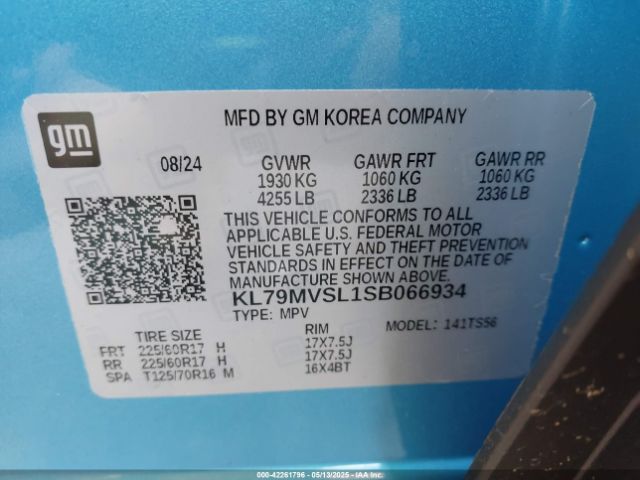 MFD BY GM KOREA COMPANY
gm
08/24 GVWR GAWR FRT GAWR RR
1930 KG 1060 KG 1060 KG
4255 LB 2336 LB 2336 LB
THIS VEHICLE CONFORMS TO ALL
APPLICABLE U.S. FEDERAL MOTOR
VEHICLE SAFETY AND THEFT PREVENTION
STANDARDS IN EFFECT ON THE DATE OF
MANUFACTURE SHOWN ABOVE.
KL79MVSL1SB066934
TYPE: MPV MODEL: 141TS56
TIRE SIZE RIM
FRT 225/60R17 H 17X7.5J
RR 225/60R17 H 17X7.5J
SPA T125/70R16 M 16X4BT
000-42261796 - 05/13/2025 - IAA Inc.